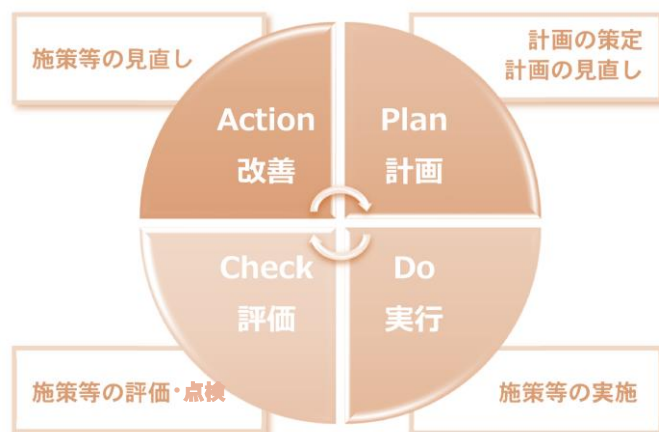 施策等の見直し
計画の策定
計画の見直し
Action
改善
Plan
計画
Check
評価
Do
実行
施策等の評価・点検
施策等の実施